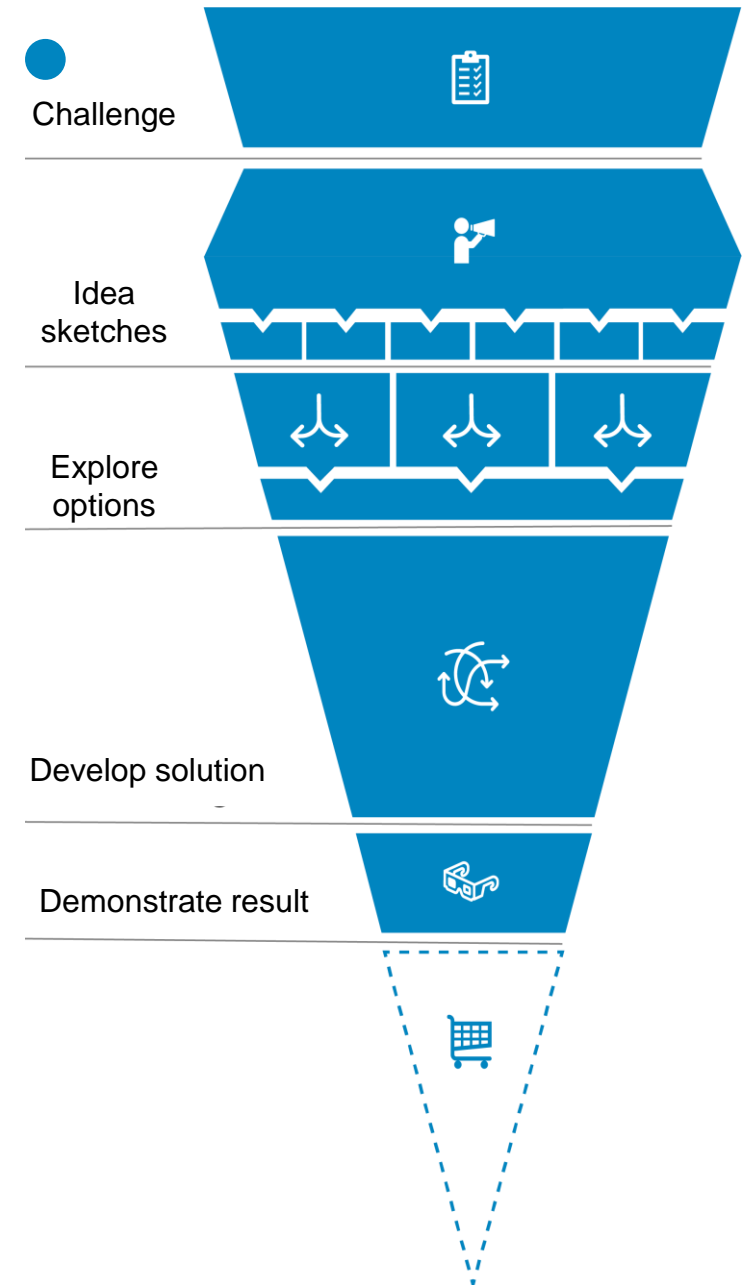 Challenge
Idea
sketches
Explore
options
Develop solution
Demonstrate result